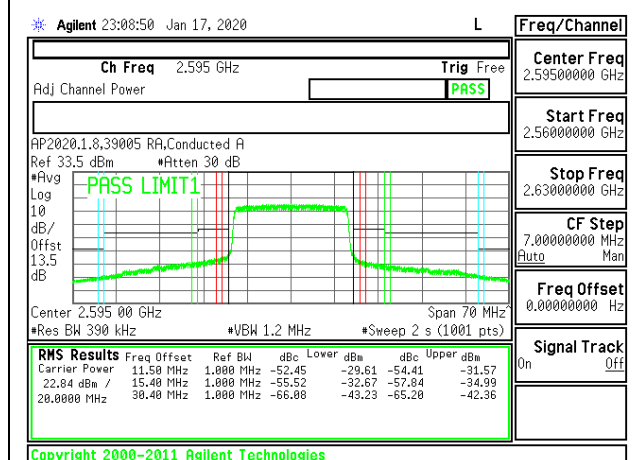 Agilent 23:08:50 Jan 17, 2020 L
Freq/Channel
Ch Freq 2.595 GHz Trig Free
Adj Channel Power PASS
AP2020.1.8,39005 RA,Conducted A
Ref 33.5 dBm #Atten 30 dB
#Avg
Log
10
dB/
Offst
13.5
dB
PASS LIMIT1
Center 2.595 00 GHz Span 70 MHz^
#Res BW 390 kHz #VBW 1.2 MHz #Sweep 2 s (1001 pts)
RMS Results Freq Offset Ref BW dBc Lower dBm dBc Upper dBm
Carrier Power 11.50 MHz 1.000 MHz -52.45 -29.61 -54.41 -31.57
22.84 dBm / 15.40 MHz 1.000 MHz -55.52 -32.67 -57.84 -34.99
20.0000 MHz 30.40 MHz 1.000 MHz -66.08 -43.23 -65.20 -42.36
Copyright 2000-2011 Agilent Technologies
Center Freq
2.59500000 GHz
Start Freq
2.56000000 GHz
Stop Freq
2.63000000 GHz
CF Step
7.00000000 MHz
Auto Man
Freq Offset
0.00000000 Hz
Signal Track
On Off